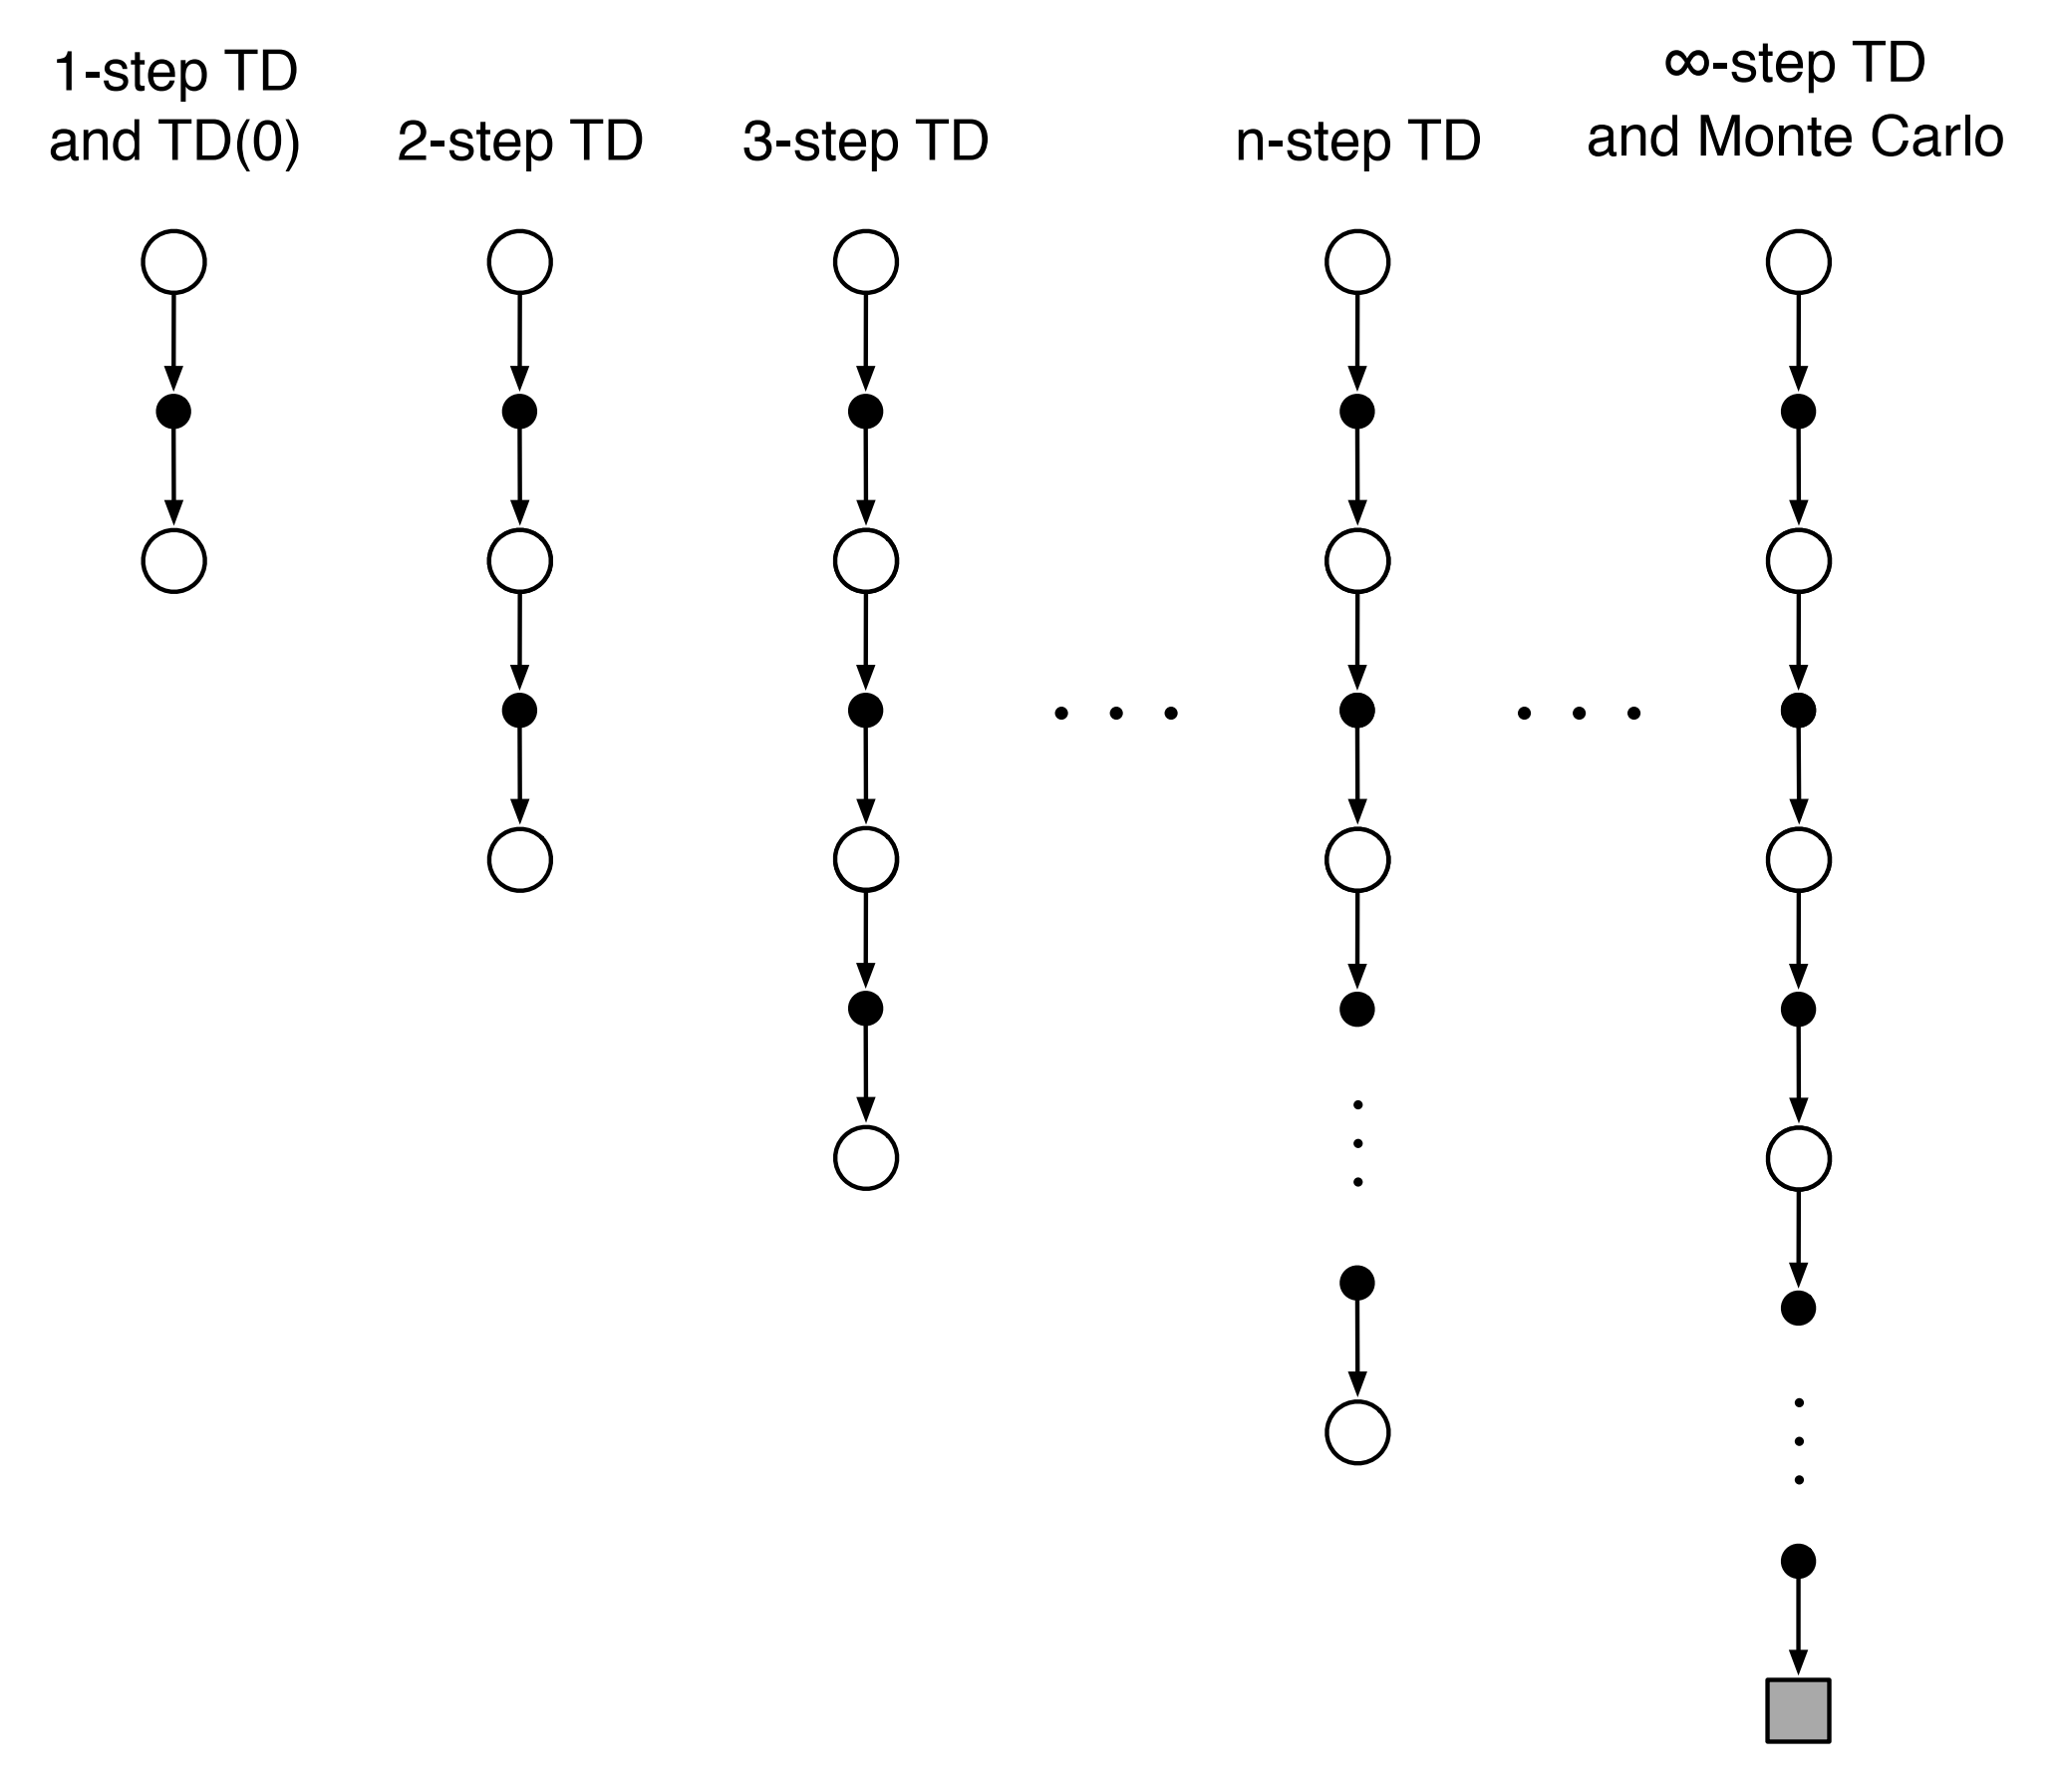 1-step TD
and TD(0)
2-step TD
3-step TD
n-step TD
∞-step TD
and Monte Carlo